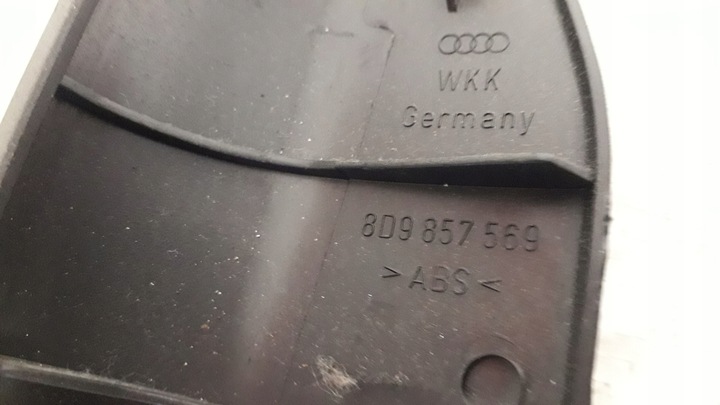 WKK
Germany
8D9 857 569
>ABS<